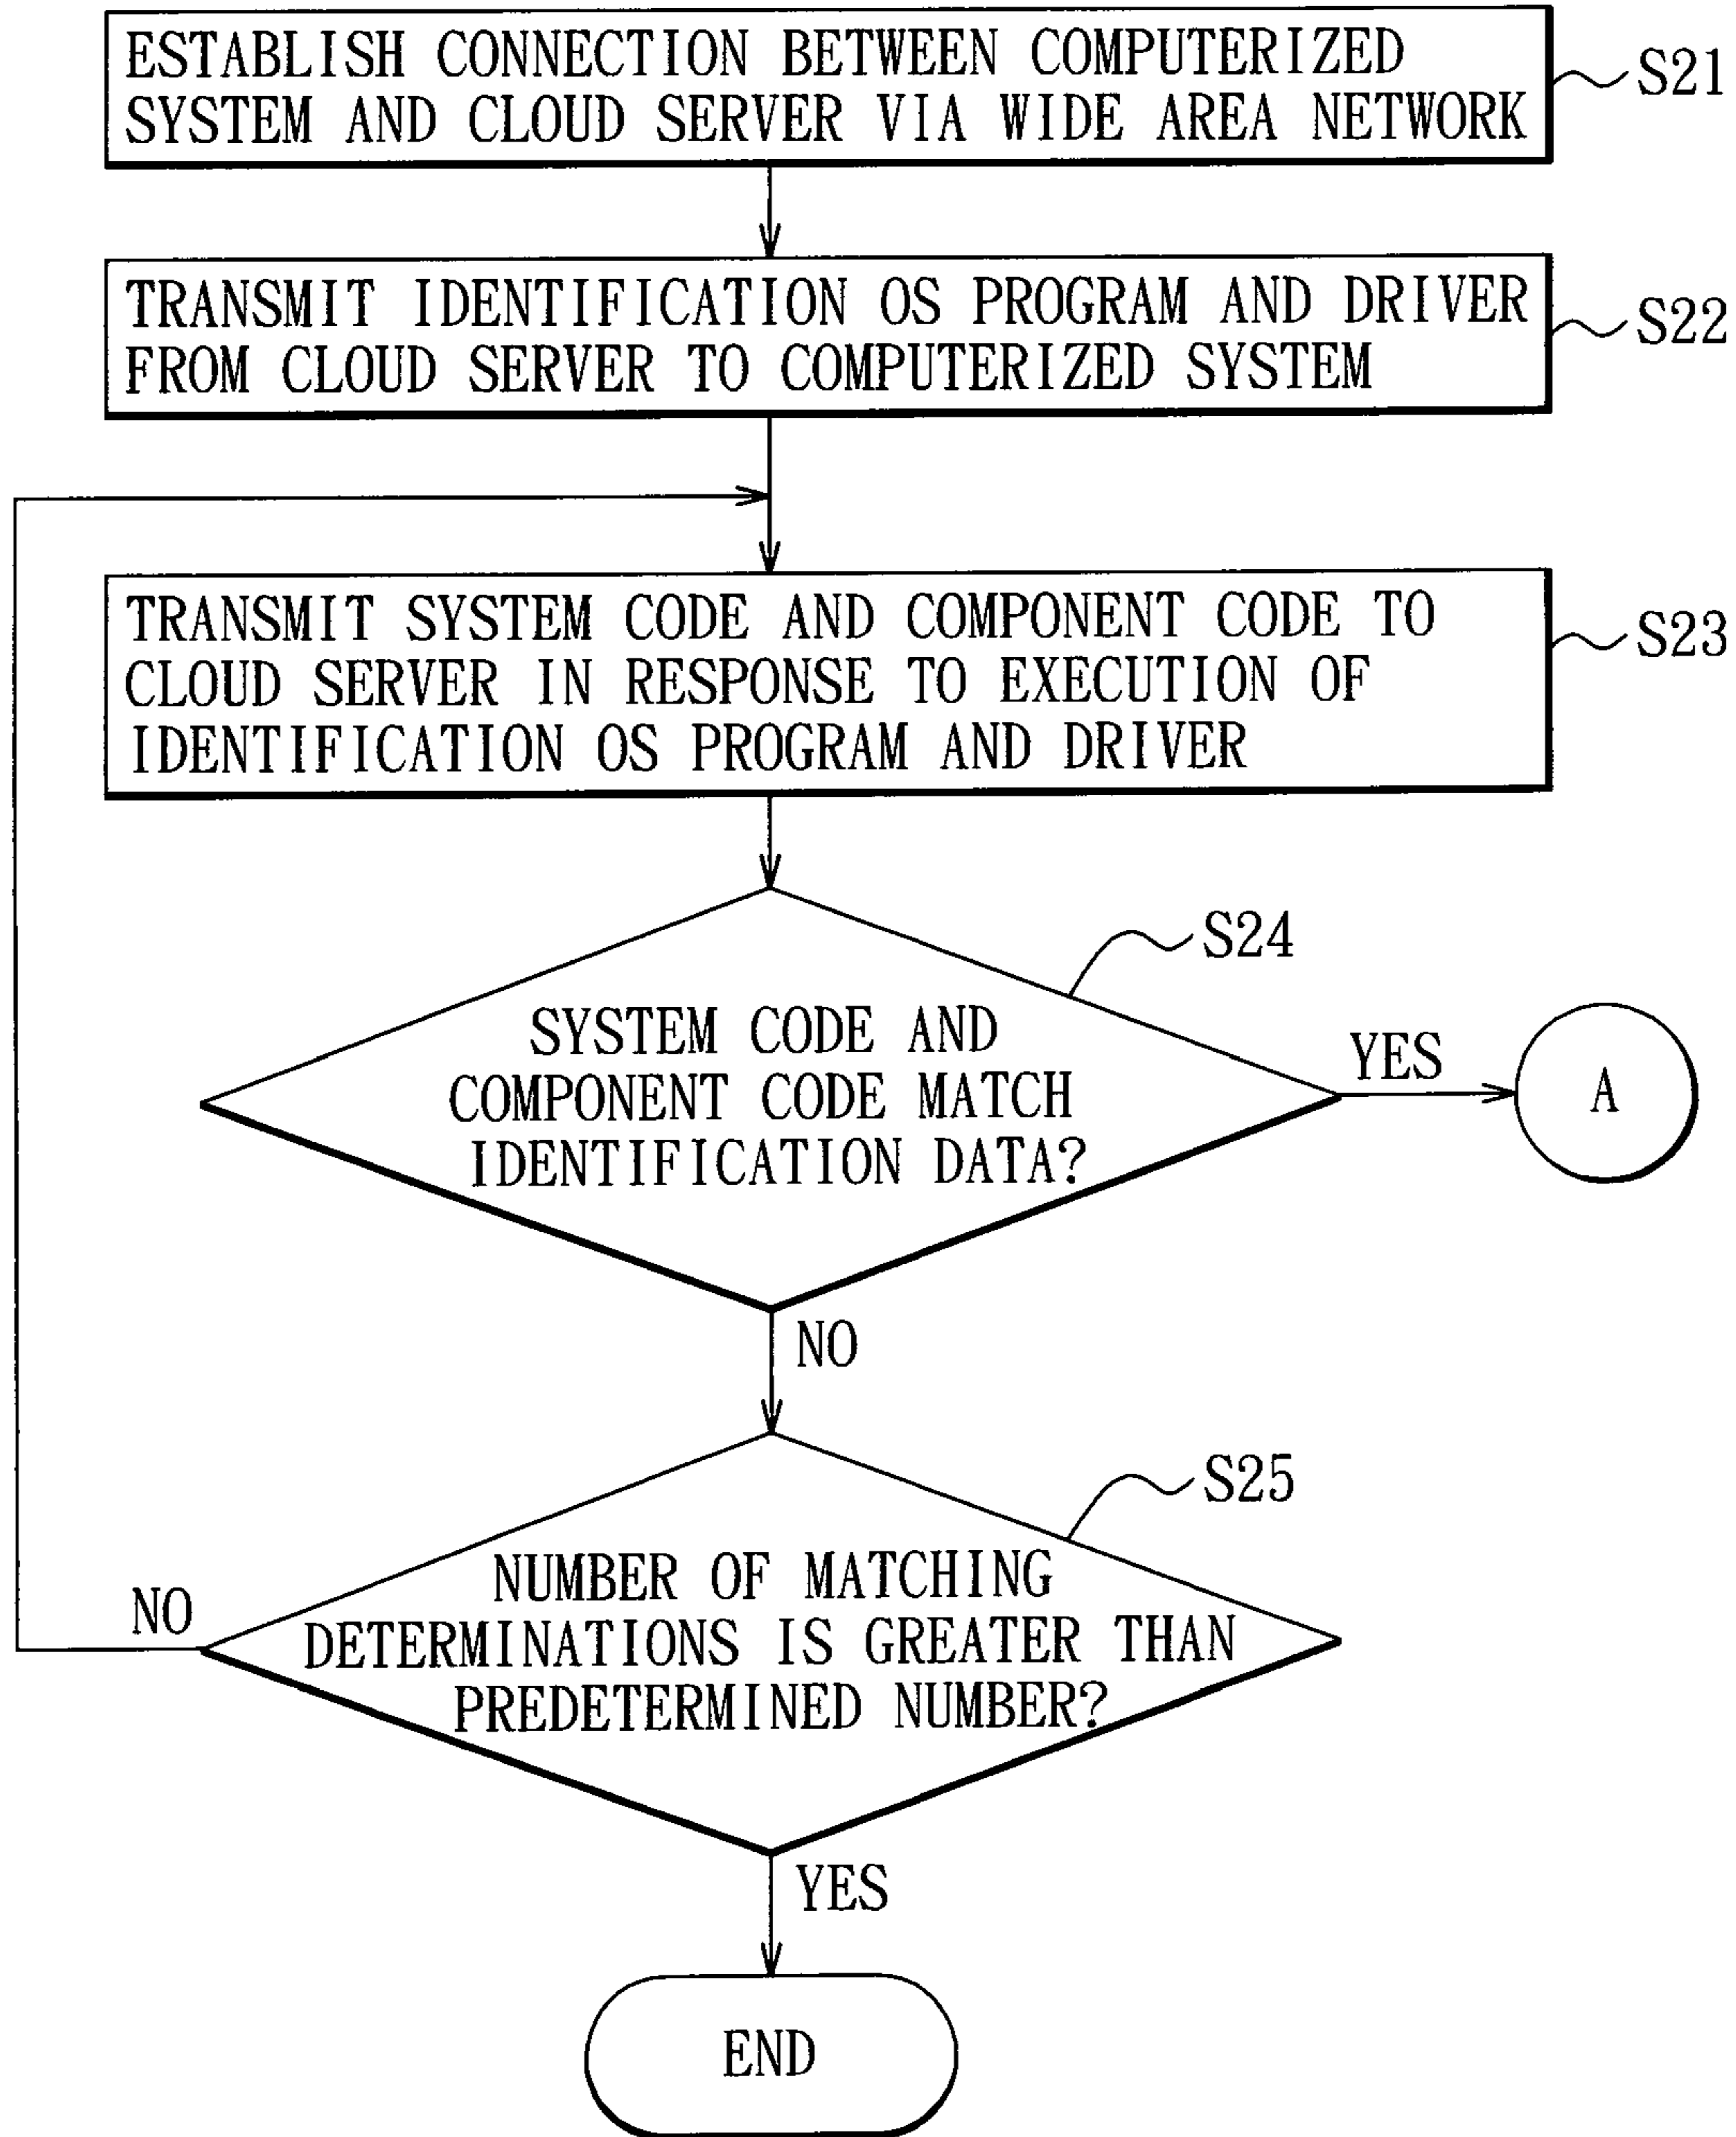 ESTABLISH CONNECTION BETWEEN COMPUTERIZED
SYSTEM AND CLOUD SERVER VIA WIDE AREA NETWORK
S21
TRANSMIT IDENTIFICATION OS PROGRAM AND DRIVER
FROM CLOUD SERVER TO COMPUTERIZED SYSTEM
S22
TRANSMIT SYSTEM CODE AND COMPONENT CODE TO
CLOUD SERVER IN RESPONSE TO EXECUTION OF
IDENTIFICATION OS PROGRAM AND DRIVER
S23
S24
SYSTEM CODE AND
COMPONENT CODE MATCH
IDENTIFICATION DATA?
YES
A
NO
S25
NUMBER OF MATCHING
DETERMINATIONS IS GREATER THAN
PREDETERMINED NUMBER?
NO
YES
END